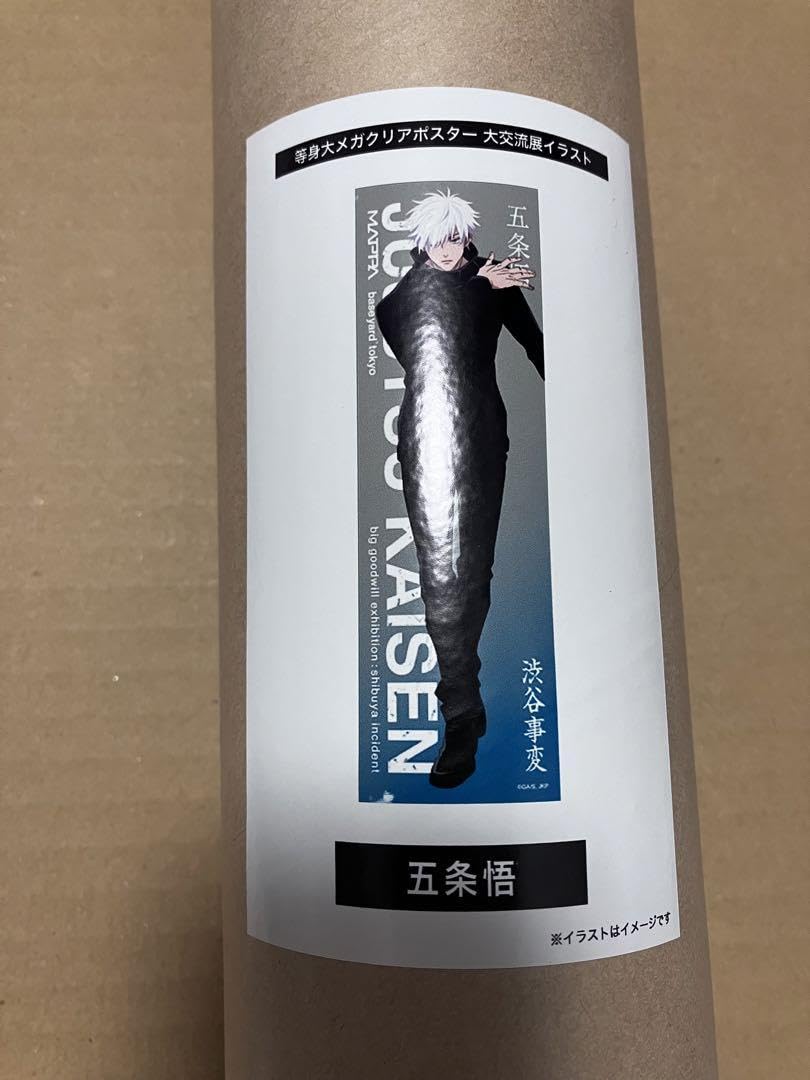 等身大メガクリアポスター 大交流展イラスト
五条悟
JUJUTSU KAISEN
MAPPA baseyard tokyo
big goodwill exhibition : shibuya incident
渋谷事変
©GA/S, JKP
五条悟
※イラストはイメージです